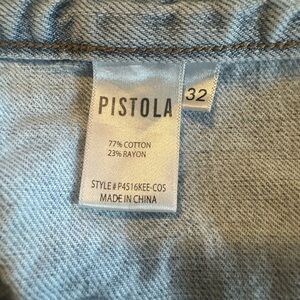 PISTOLA
32
77% COTTON
23% RAYON
STYLE # P4516KEE-COS
MADE IN CHINA